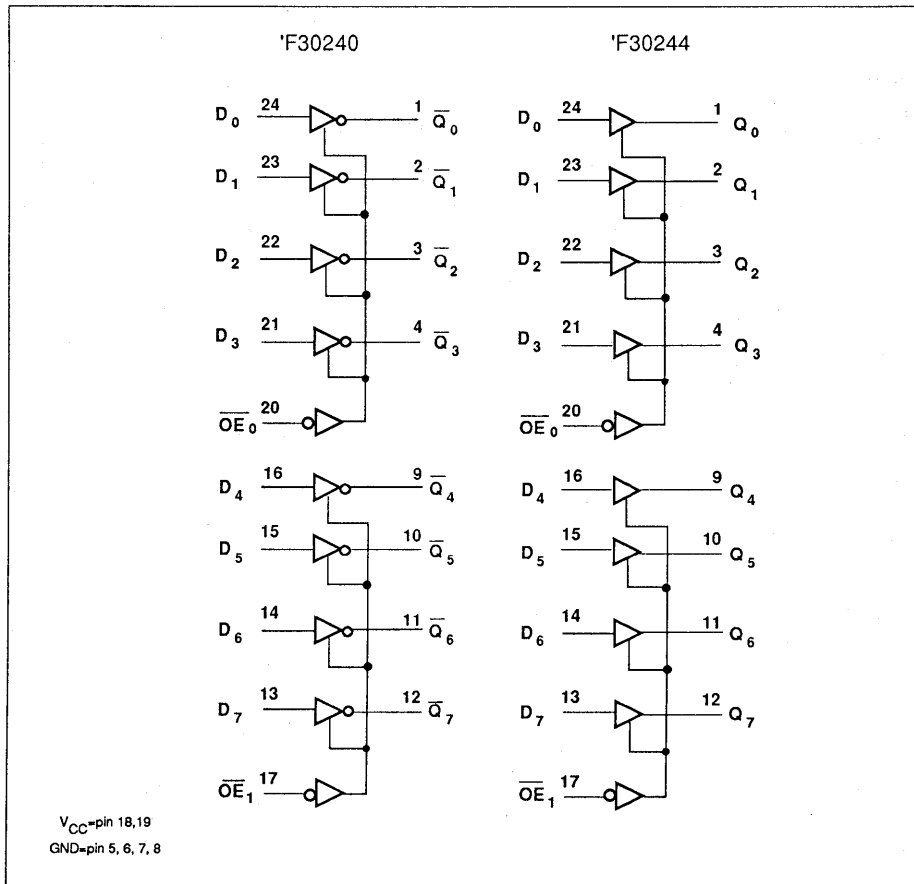 'F30240 'F30244
D0 24 1 Q̅0 D0 24 1 Q0
D1 23 2 Q̅1 D1 23 2 Q1
D2 22 3 Q̅2 D2 22 3 Q2
D3 21 4 Q̅3 D3 21 4 Q3
O̅E̅0 20 O̅E̅0 20
D4 16 9 Q̅4 D4 16 9 Q4
D5 15 10 Q̅5 D5 15 10 Q5
D6 14 11 Q̅6 D6 14 11 Q6
D7 13 12 Q̅7 D7 13 12 Q7
O̅E̅1 17 O̅E̅1 17
VCC=pin 18,19
GND=pin 5, 6, 7, 8